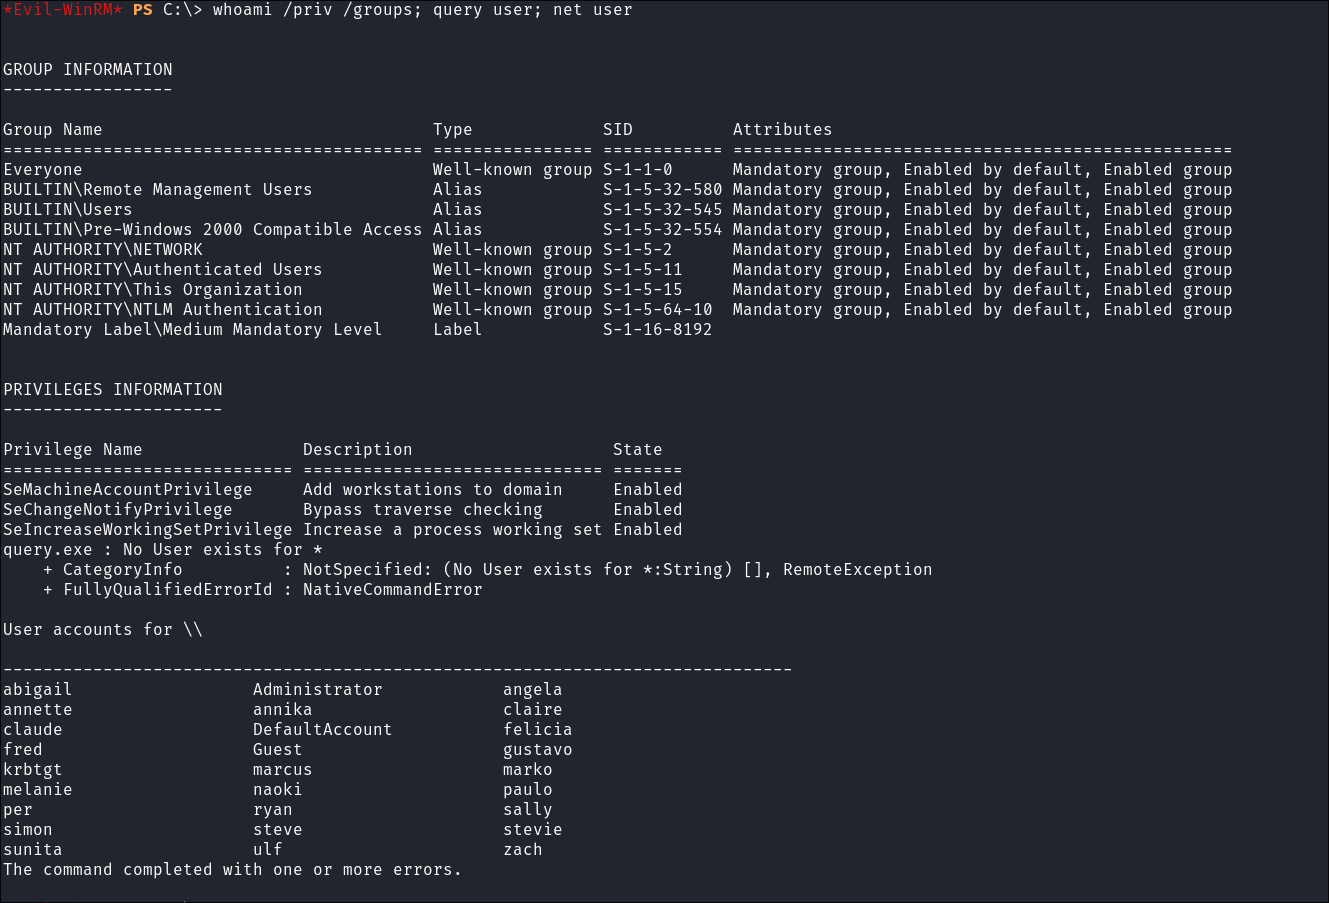 *Evil-WinRM* PS C:\> whoami /priv /groups; query user; net user
GROUP INFORMATION
-----------------
Group Name                                 Type             SID          Attributes
========================================== ================ ============ ==================================================
Everyone                                   Well-known group S-1-1-0      Mandatory group, Enabled by default, Enabled group
BUILTIN\Remote Management Users            Alias            S-1-5-32-580 Mandatory group, Enabled by default, Enabled group
BUILTIN\Users                              Alias            S-1-5-32-545 Mandatory group, Enabled by default, Enabled group
BUILTIN\Pre-Windows 2000 Compatible Access Alias            S-1-5-32-554 Mandatory group, Enabled by default, Enabled group
NT AUTHORITY\NETWORK                       Well-known group S-1-5-2      Mandatory group, Enabled by default, Enabled group
NT AUTHORITY\Authenticated Users           Well-known group S-1-5-11     Mandatory group, Enabled by default, Enabled group
NT AUTHORITY\This Organization             Well-known group S-1-5-15     Mandatory group, Enabled by default, Enabled group
NT AUTHORITY\NTLM Authentication           Well-known group S-1-5-64-10  Mandatory group, Enabled by default, Enabled group
Mandatory Label\Medium Mandatory Level     Label            S-1-16-8192
PRIVILEGES INFORMATION
----------------------
Privilege Name                Description                    State
============================= ============================== =======
SeMachineAccountPrivilege     Add workstations to domain     Enabled
SeChangeNotifyPrivilege       Bypass traverse checking       Enabled
SeIncreaseWorkingSetPrivilege Increase a process working set Enabled
query.exe : No User exists for *
    + CategoryInfo          : NotSpecified: (No User exists for *:String) [], RemoteException
    + FullyQualifiedErrorId : NativeCommandError
User accounts for \\
-------------------------------------------------------------------------------
abigail                  Administrator            angela
annette                  annika                   claire
claude                   DefaultAccount           felicia
fred                     Guest                    gustavo
krbtgt                   marcus                   marko
melanie                  naoki                    paulo
per                      ryan                     sally
simon                    steve                    stevie
sunita                   ulf                      zach
The command completed with one or more errors.